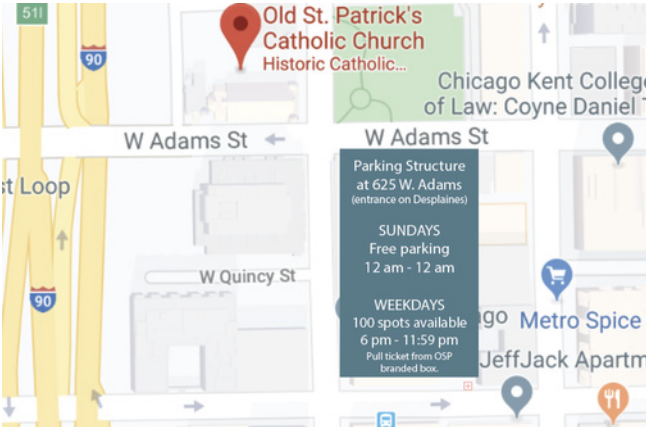 51I
Old St. Patrick's
Catholic Church
Historic Catholic...
90
Chicago Kent College
of Law: Coyne Daniel
W Adams St
W Adams St
Parking Structure
at 625 W. Adams
(entrance on Desplaines)
st Loop
SUNDAYS
Free parking
12 am - 12 am
W Quincy St
90
WEEKDAYS
100 spots available
6 pm - 11:59 pm
Pull ticket from OSP
branded box.
ago
Metro Spice
JeffJack Apartm